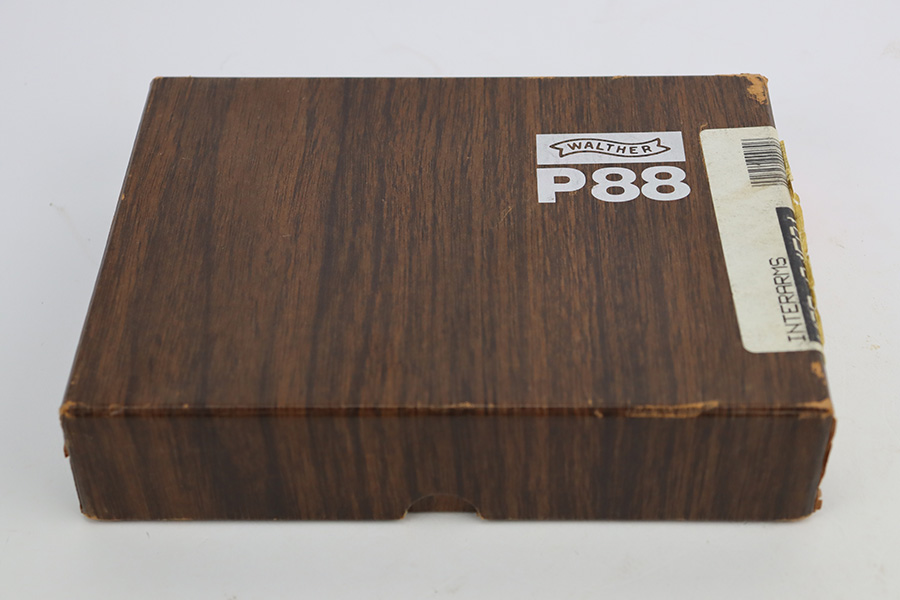 WALTHER
P88
INTERARMS